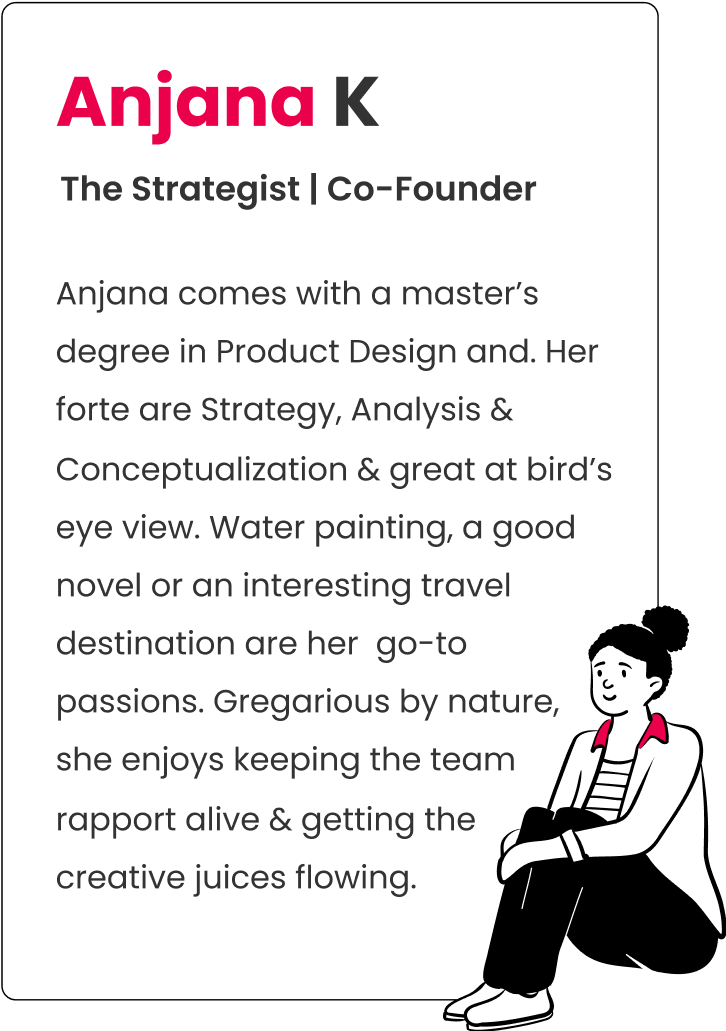 Anjana K
The Strategist | Co-Founder
Anjana comes with a master’s
degree in Product Design and. Her
forte are Strategy, Analysis &
Conceptualization & great at bird’s
eye view. Water painting, a good
novel or an interesting travel
destination are her  go-to
passions. Gregarious by nature,
she enjoys keeping the team
rapport alive & getting the
creative juices flowing.